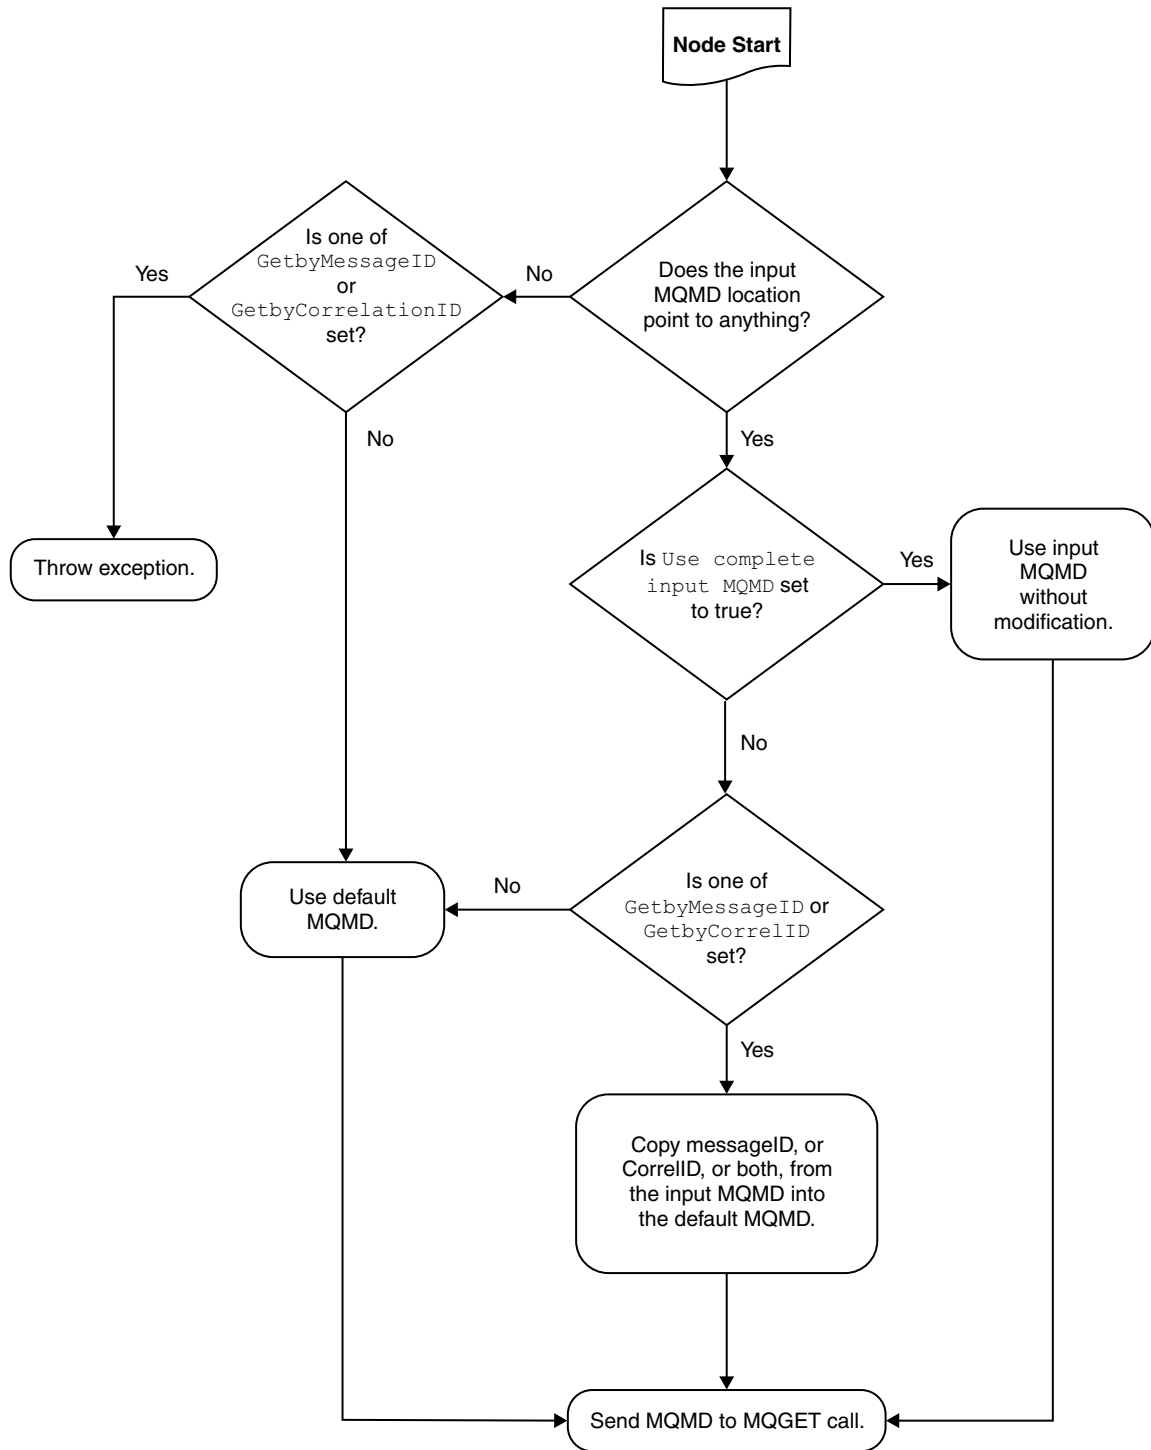 Node Start
Is one of
GetbyMessageID
or
GetbyCorrelationID
set?
Yes
No
Does the input
MQMD location
point to anything?
No
Yes
Throw exception.
Is Use complete
input MQMD set
to true?
Yes
Use input
MQMD
without
modification.
No
Use default
MQMD.
No
Is one of
GetbyMessageID or
GetbyCorrelID
set?
Yes
Copy messageID, or
CorrelID, or both, from
the input MQMD into
the default MQMD.
Send MQMD to MQGET call.